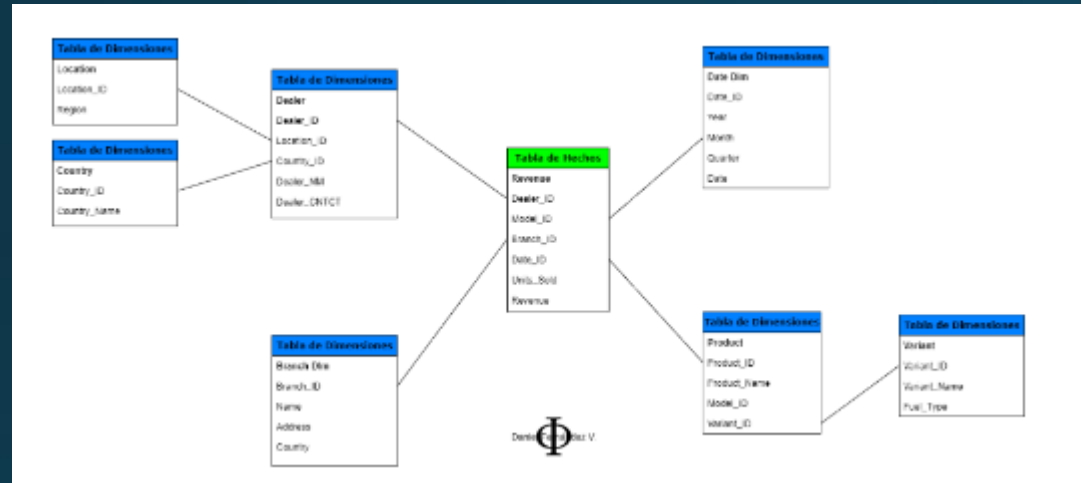 Tabla de Dimensiones
Location
Location_ID
Region
Tabla de Dimensiones
Country
Country_ID
Country_Name
Tabla de Dimensiones
Dealer
Dealer_ID
Location_ID
Country_ID
Dealer_NM
Dealer_CNTCT
Tabla de Dimensiones
Branch Dim
Branch_ID
Name
Address
Country
Tabla de Hechos
Revenue
Dealer_ID
Model_ID
Branch_ID
Date_ID
Units_Sold
Revenue
Tabla de Dimensiones
Date Dim
Date_ID
Year
Month
Quarter
Date
Tabla de Dimensiones
Product
Product_ID
Product_Name
Model_ID
Variant_ID
Tabla de Dimensiones
Variant
Variant_ID
Variant_Name
Fuel_Type
Φ
V.